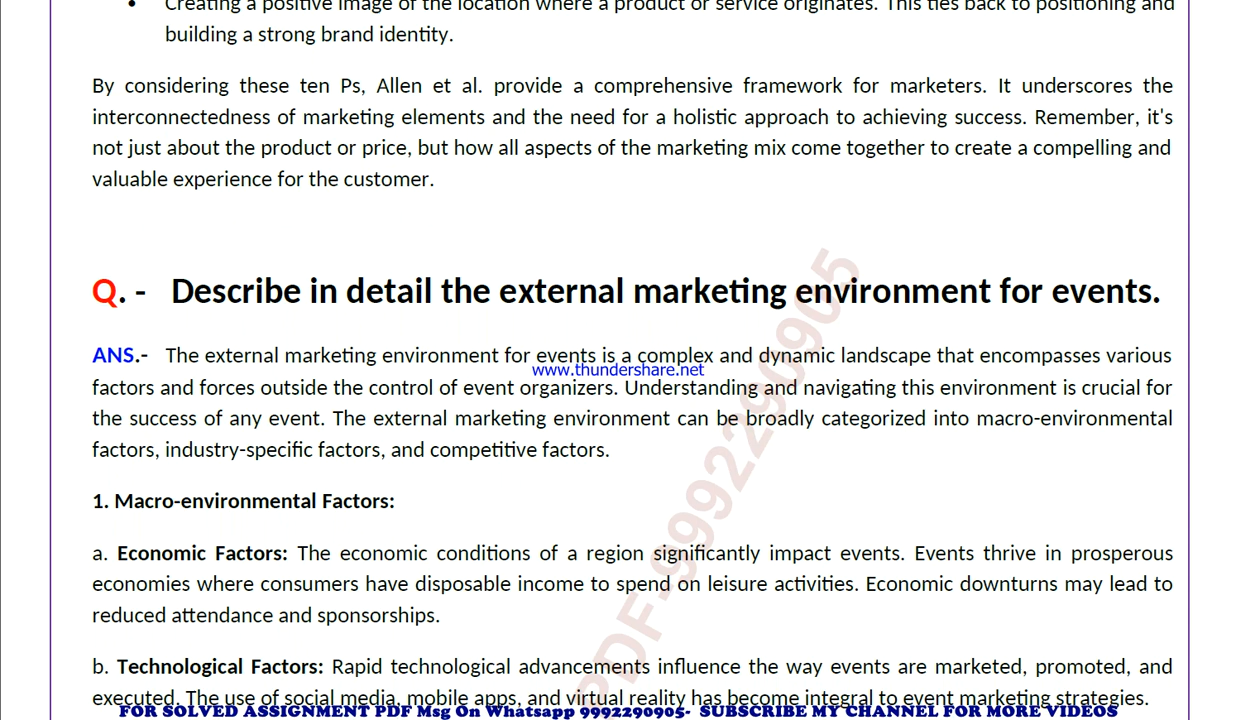 • Creating a positive image of the location where a product or service originates. This ties back to positioning and
building a strong brand identity.
By considering these ten Ps, Allen et al. provide a comprehensive framework for marketers. It underscores the
interconnectedness of marketing elements and the need for a holistic approach to achieving success. Remember, it's
not just about the product or price, but how all aspects of the marketing mix come together to create a compelling and
valuable experience for the customer.
Q. - Describe in detail the external marketing environment for events.
ANS.- The external marketing environment for events is a complex and dynamic landscape that encompasses various
www.thundershare.net
factors and forces outside the control of event organizers. Understanding and navigating this environment is crucial for
the success of any event. The external marketing environment can be broadly categorized into macro-environmental
factors, industry-specific factors, and competitive factors.
1. Macro-environmental Factors:
a. Economic Factors: The economic conditions of a region significantly impact events. Events thrive in prosperous
economies where consumers have disposable income to spend on leisure activities. Economic downturns may lead to
reduced attendance and sponsorships.
b. Technological Factors: Rapid technological advancements influence the way events are marketed, promoted, and
executed. The use of social media, mobile apps, and virtual reality has become integral to event marketing strategies.
FOR SOLVED ASSIGNMENT PDF Msg On Whatsapp 9992290905- SUBSCRIBE MY CHANNEL FOR MORE VIDEOS
PDF-9992290905